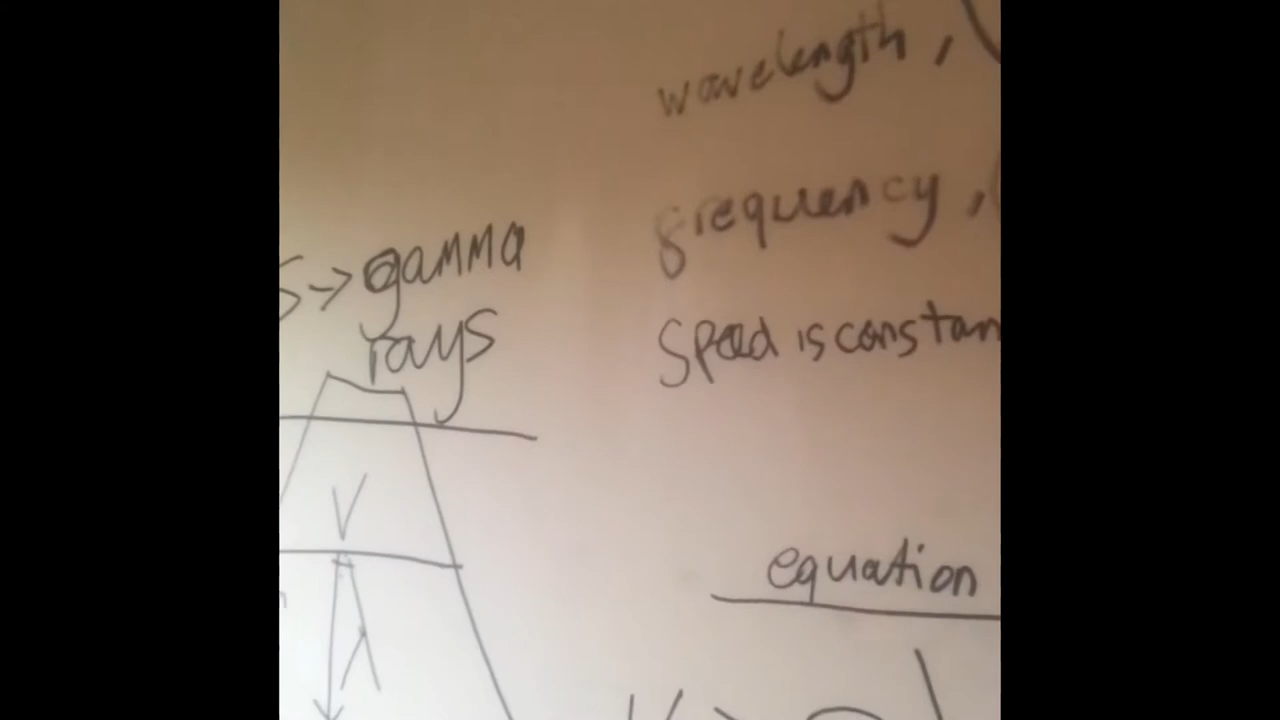 wavelength,
frequency,
S -> gamma
rays
Speed is constan
V
equation
λ